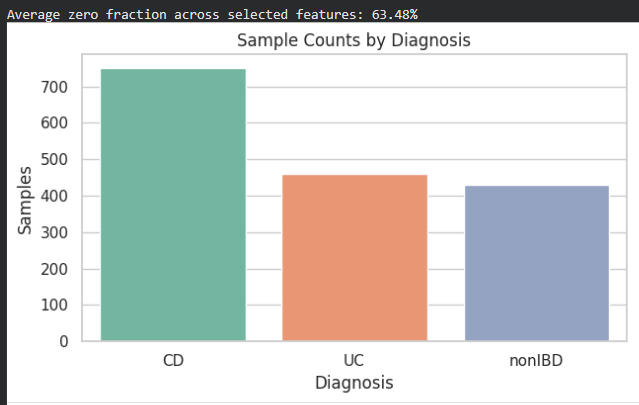 Average zero fraction across selected features: 63.48%
Sample Counts by Diagnosis
700
600
500
400
300
200
100
0
Samples
CD UC nonIBD
Diagnosis